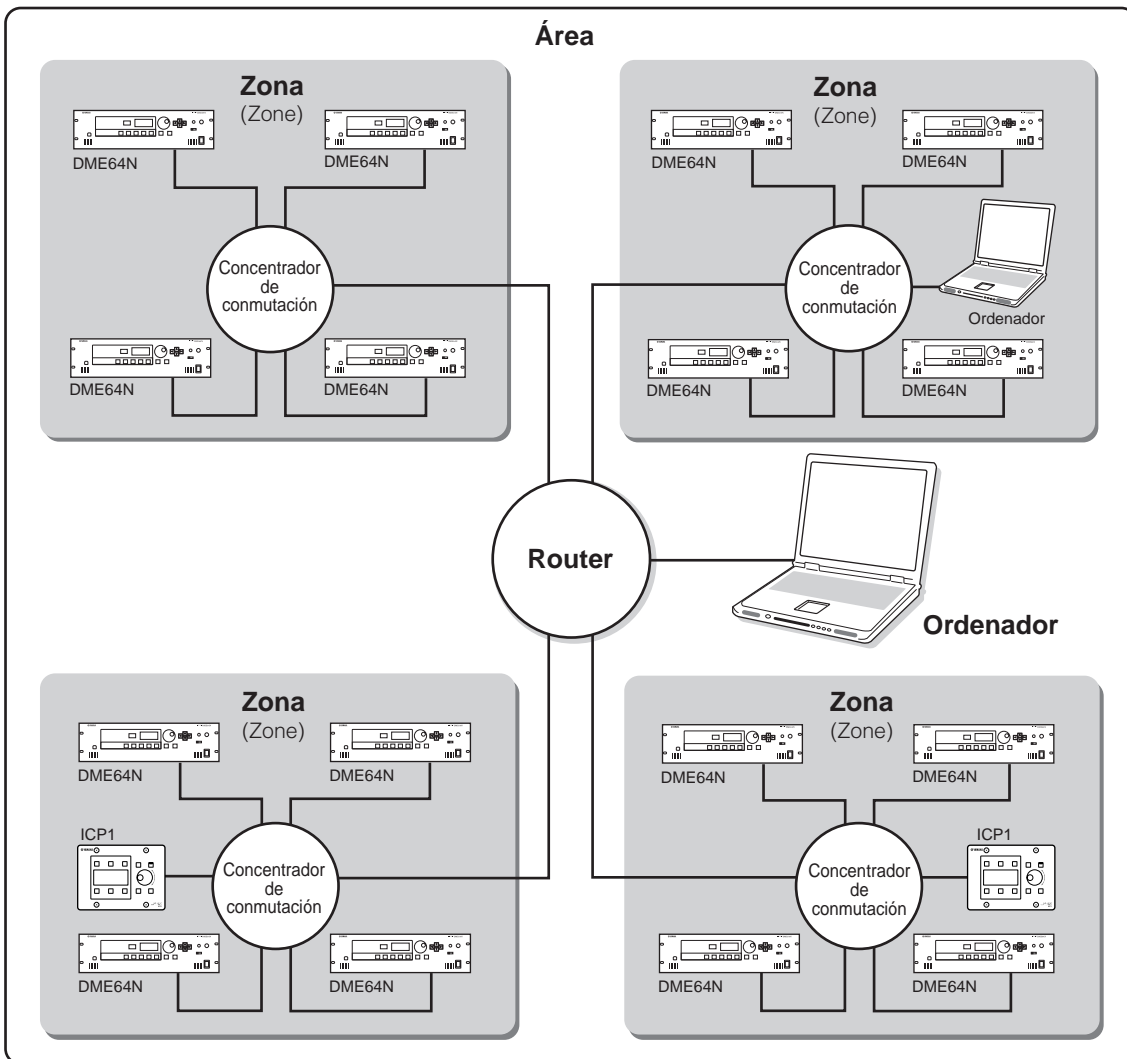 Área
Zona
(Zone)
DME64N
DME64N
Concentrador
de
conmutación
DME64N
DME64N
Zona
(Zone)
DME64N
DME64N
Concentrador
de
conmutación
Ordenador
DME64N
DME64N
Router
Ordenador
Zona
(Zone)
DME64N
DME64N
ICP1
Concentrador
de
conmutación
DME64N
DME64N
Zona
(Zone)
DME64N
DME64N
ICP1
Concentrador
de
conmutación
DME64N
DME64N